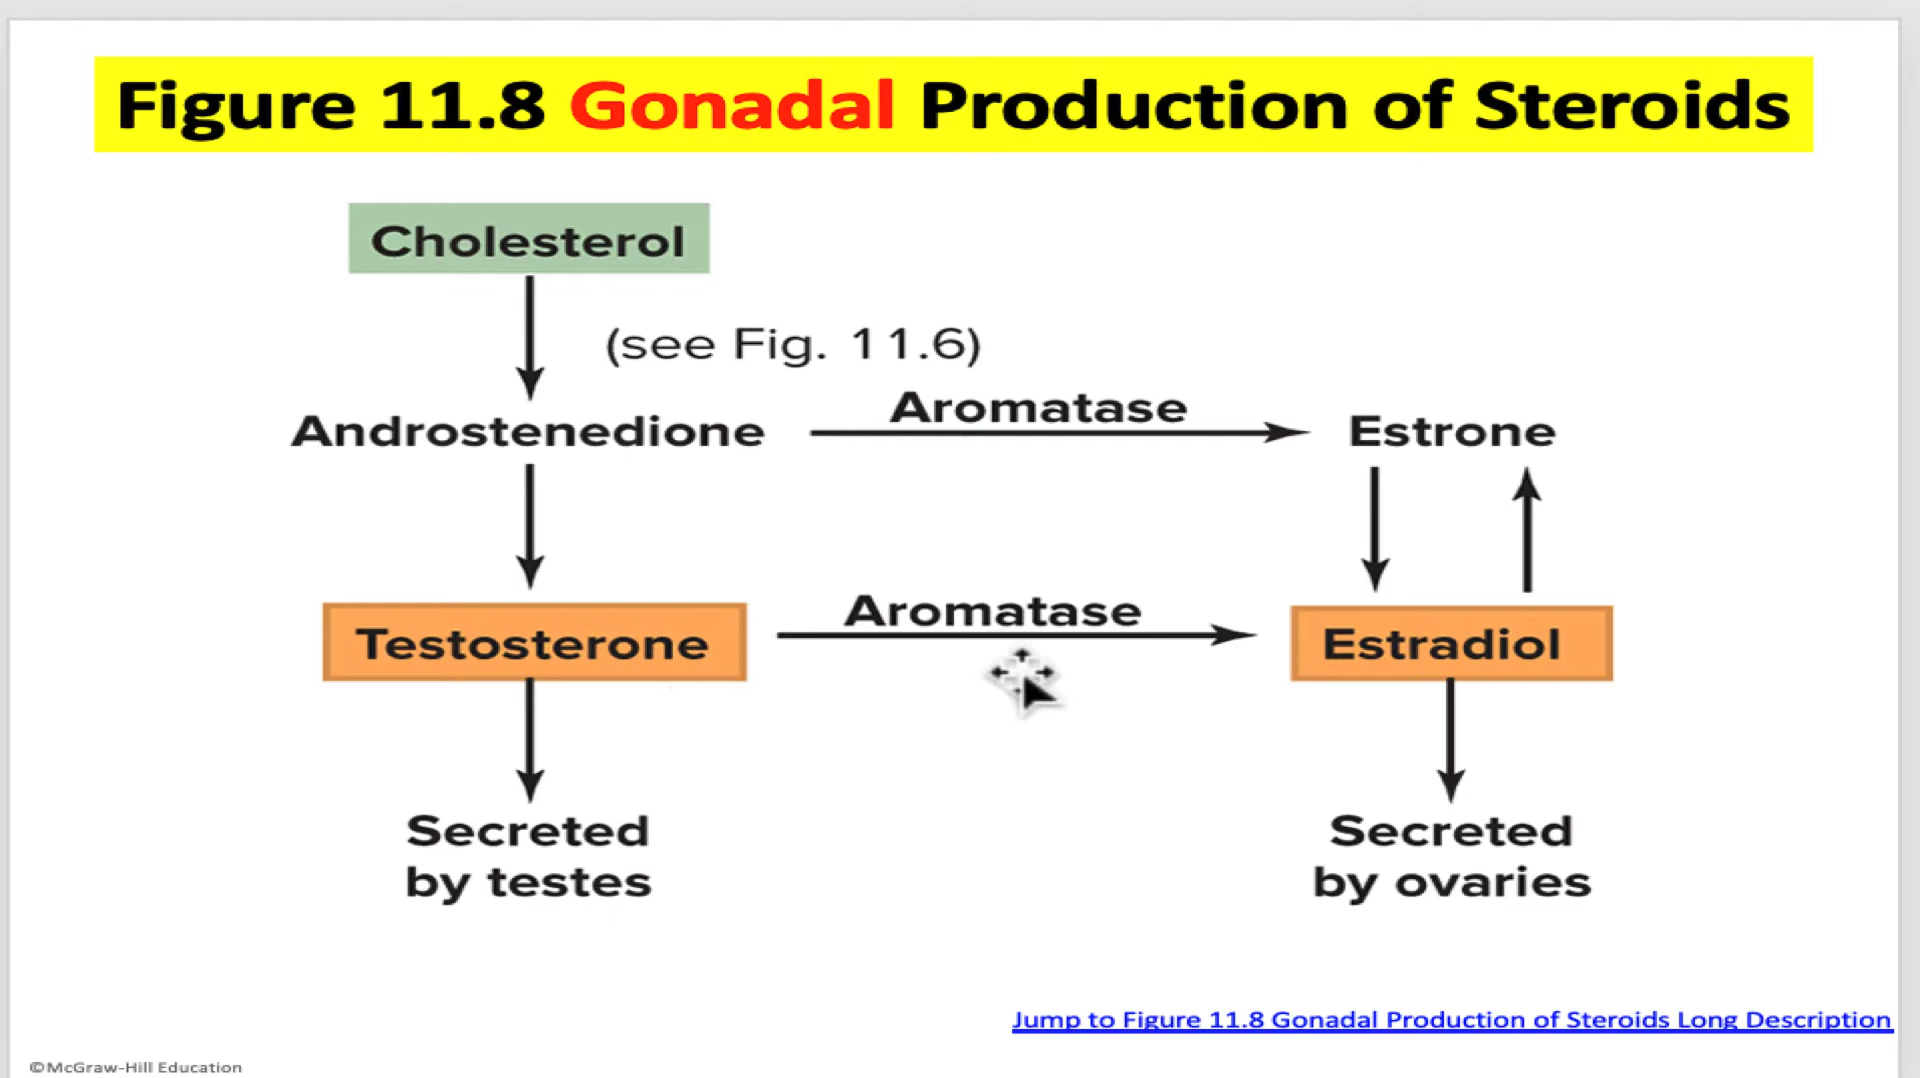 Figure 11.8 Gonadal Production of Steroids
Cholesterol
(see Fig. 11.6)
Aromatase
Androstenedione
Estrone
Aromatase
Testosterone
Estradiol
Secreted
by testes
Secreted
by ovaries
Jump to Figure 11.8 Gonadal Production of Steroids Long Description
©McGraw-Hill Education